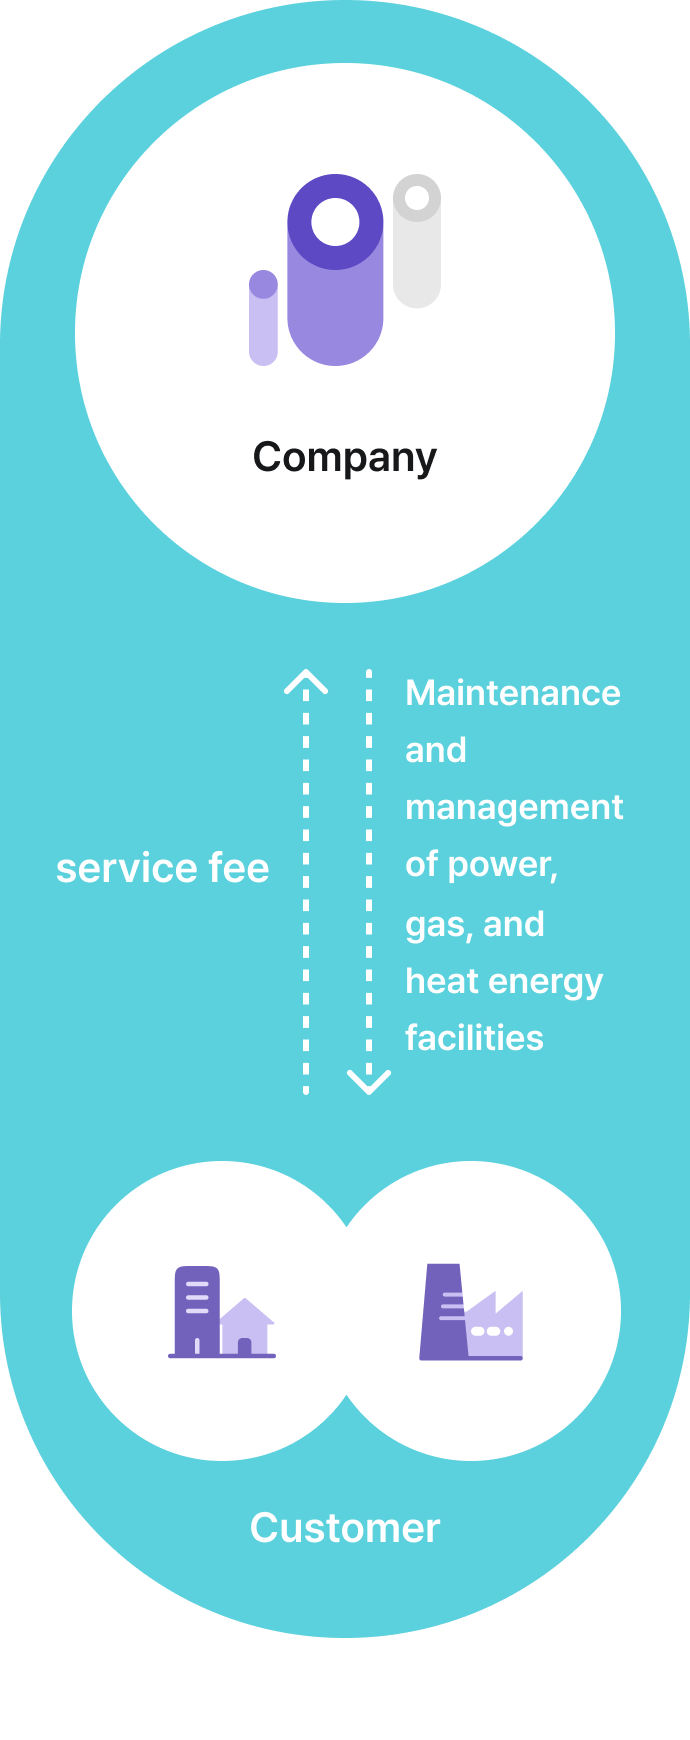 Company
service fee
Maintenance
and
management
of power,
gas, and
heat energy
facilities
Customer